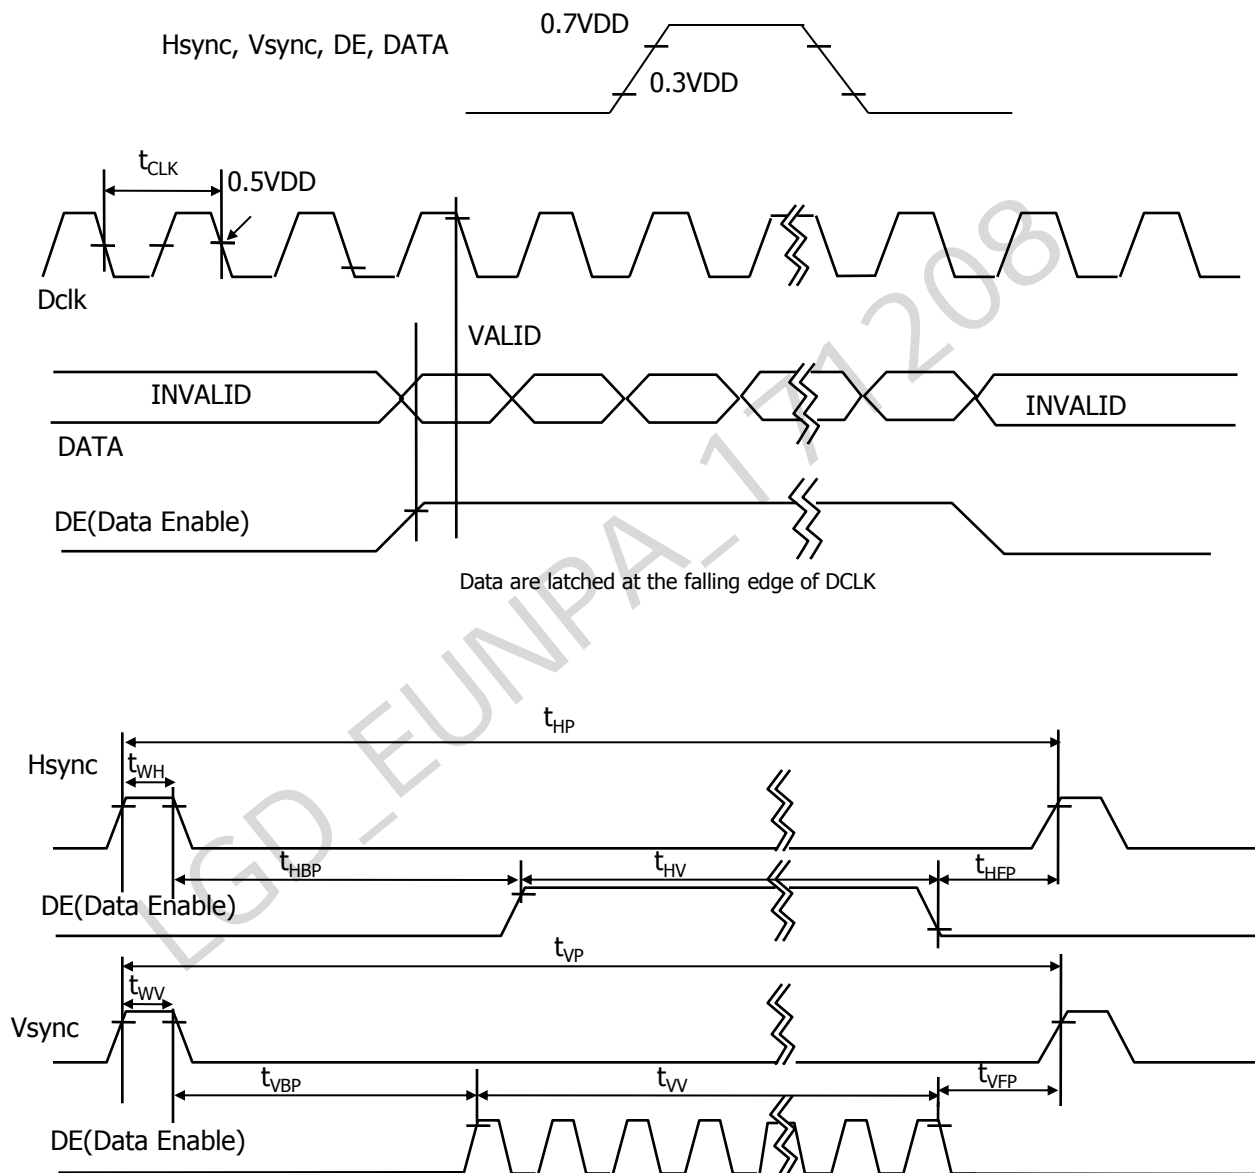 Hsync, Vsync, DE, DATA
0.7VDD
0.3VDD
tCLK
0.5VDD
Dclk
VALID
INVALID
INVALID
DATA
DE(Data Enable)
Data are latched at the falling edge of DCLK
LGD_EUNPA_171208
tHP
Hsync
tWH
tHBP
tHV
tHFP
DE(Data Enable)
tVP
tWV
Vsync
tVBP
tVV
tVFP
DE(Data Enable)